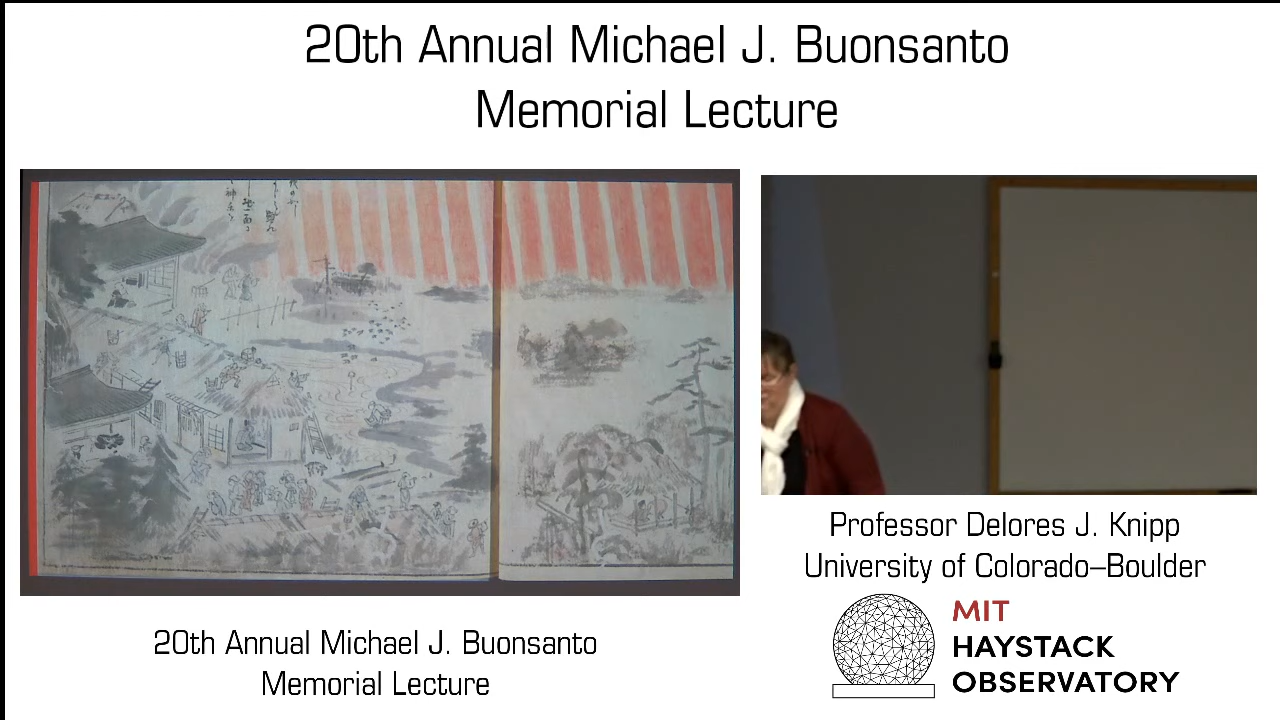 20th Annual Michael J. Buonsanto
Memorial Lecture
Professor Delores J. Knipp
University of Colorado–Boulder
20th Annual Michael J. Buonsanto
Memorial Lecture
MIT
HAYSTACK
OBSERVATORY